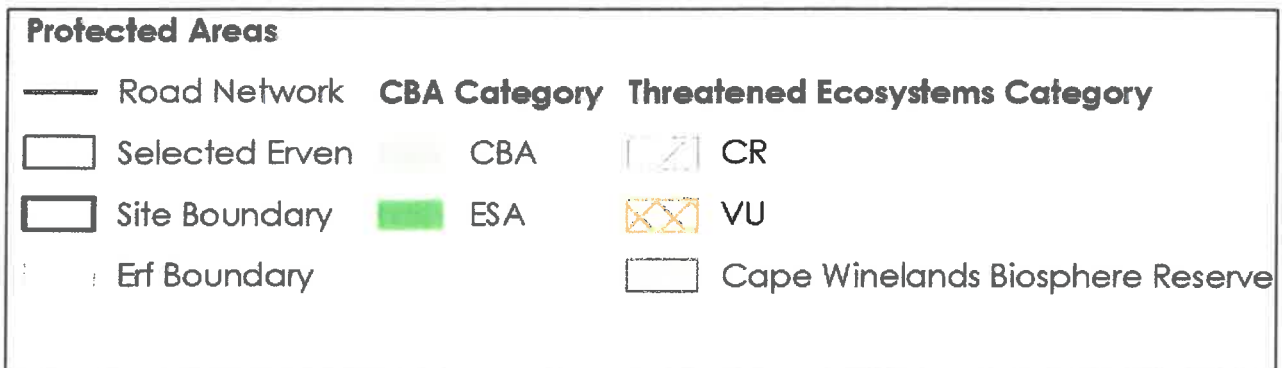 Protected Areas
Road Network CBA Category Threatened Ecosystems Category
Selected Erven CBA CR
Site Boundary ESA VU
Erf Boundary Cape Winelands Biosphere Reserve